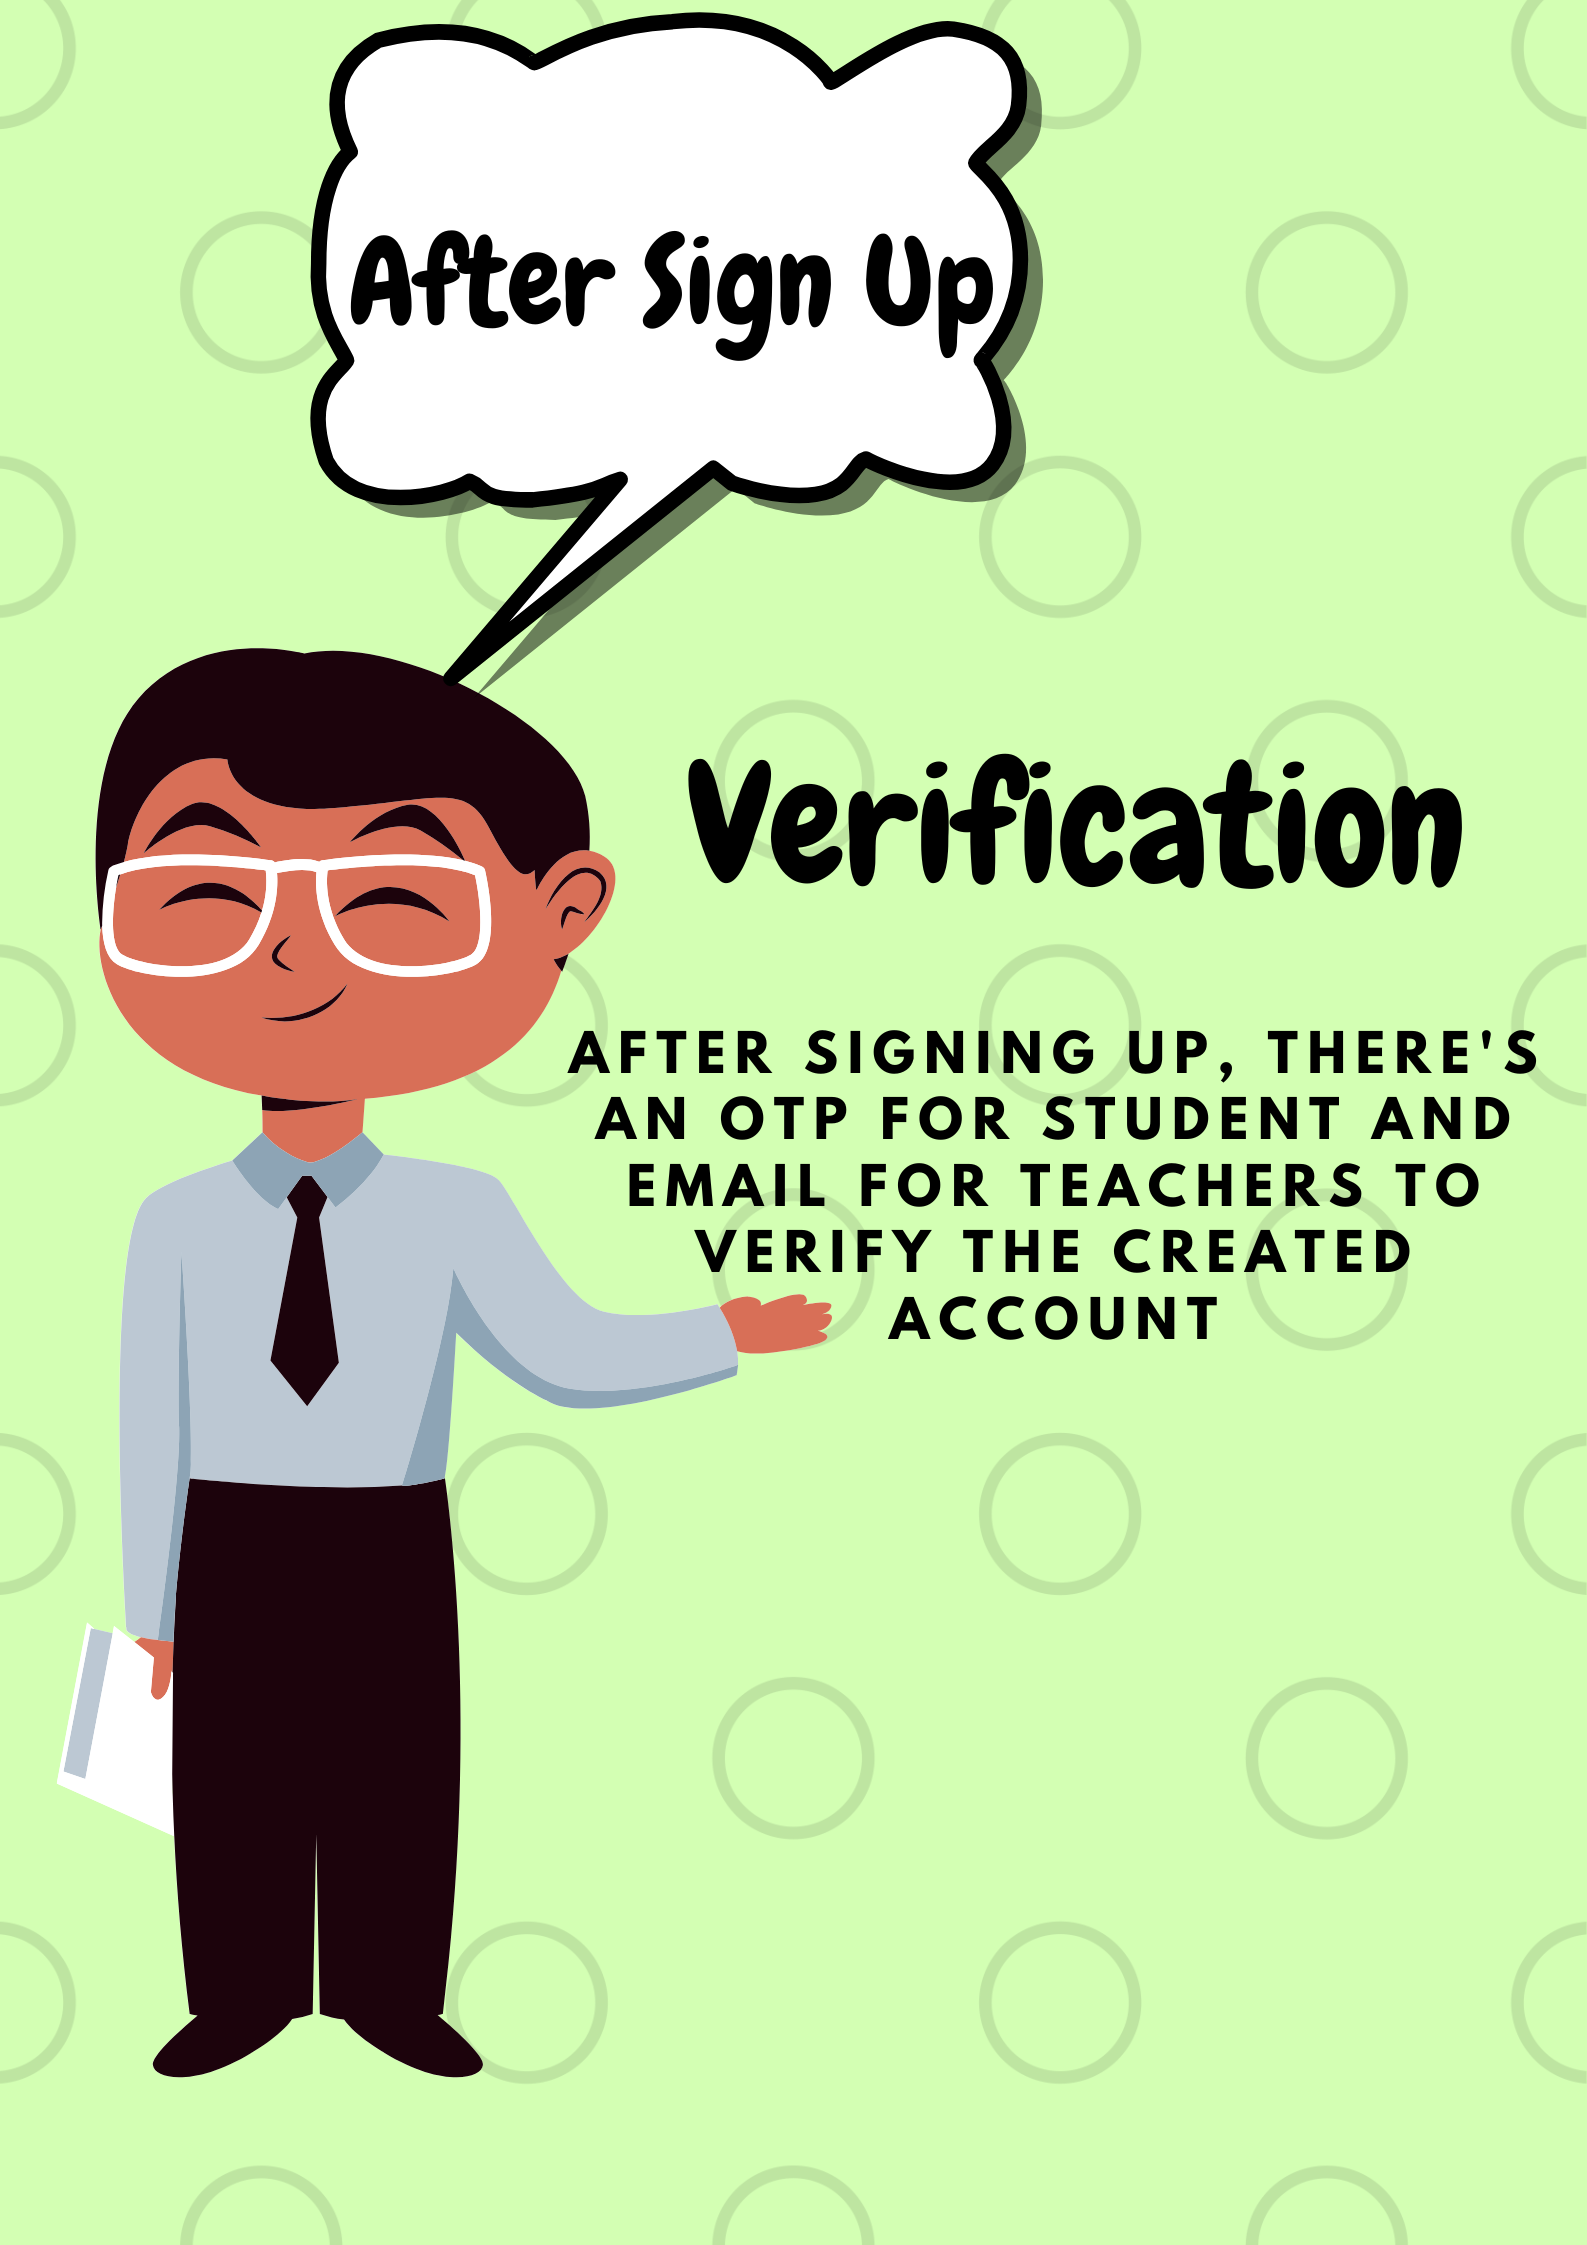 After Sign Up
Verification
AFTER SIGNING UP, THERE'S
AN OTP FOR STUDENT AND
EMAIL FOR TEACHERS TO
VERIFY THE CREATED
ACCOUNT